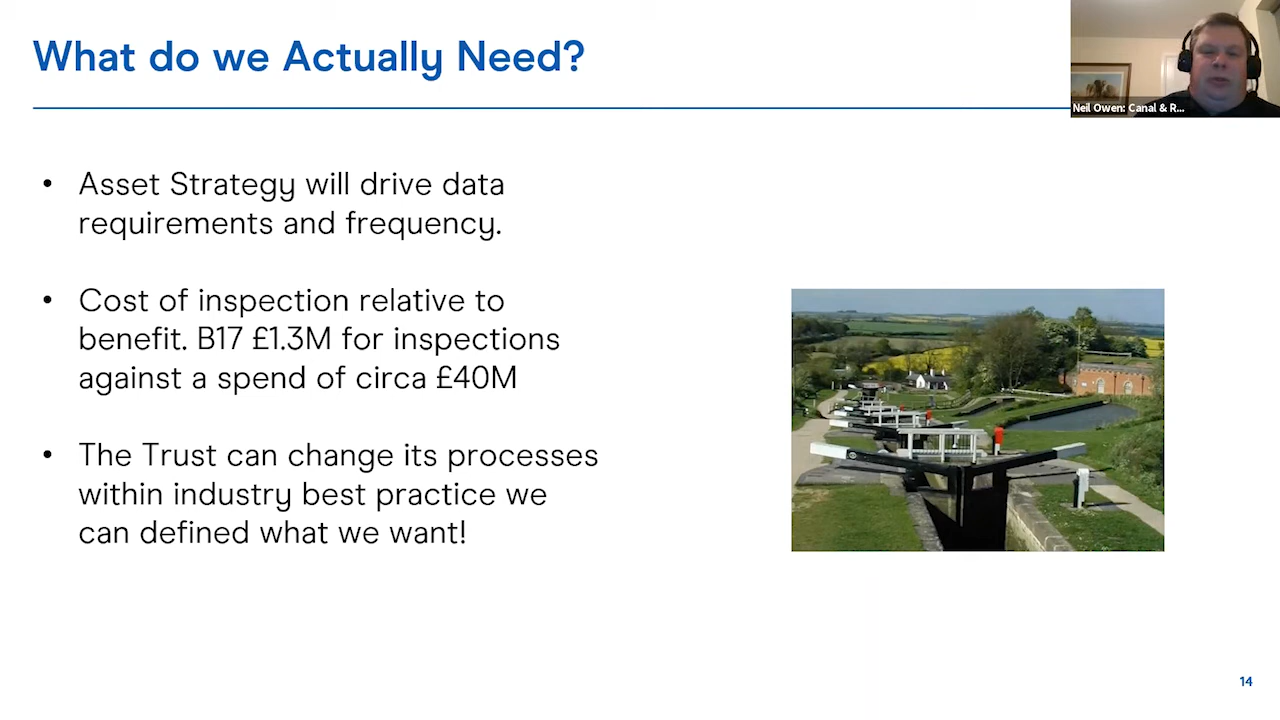 What do we Actually Need?
Neil Owen: Canal & R...
• Asset Strategy will drive data
requirements and frequency.
• Cost of inspection relative to
benefit. B17 £1.3M for inspections
against a spend of circa £40M
• The Trust can change its processes
within industry best practice we
can defined what we want!
14